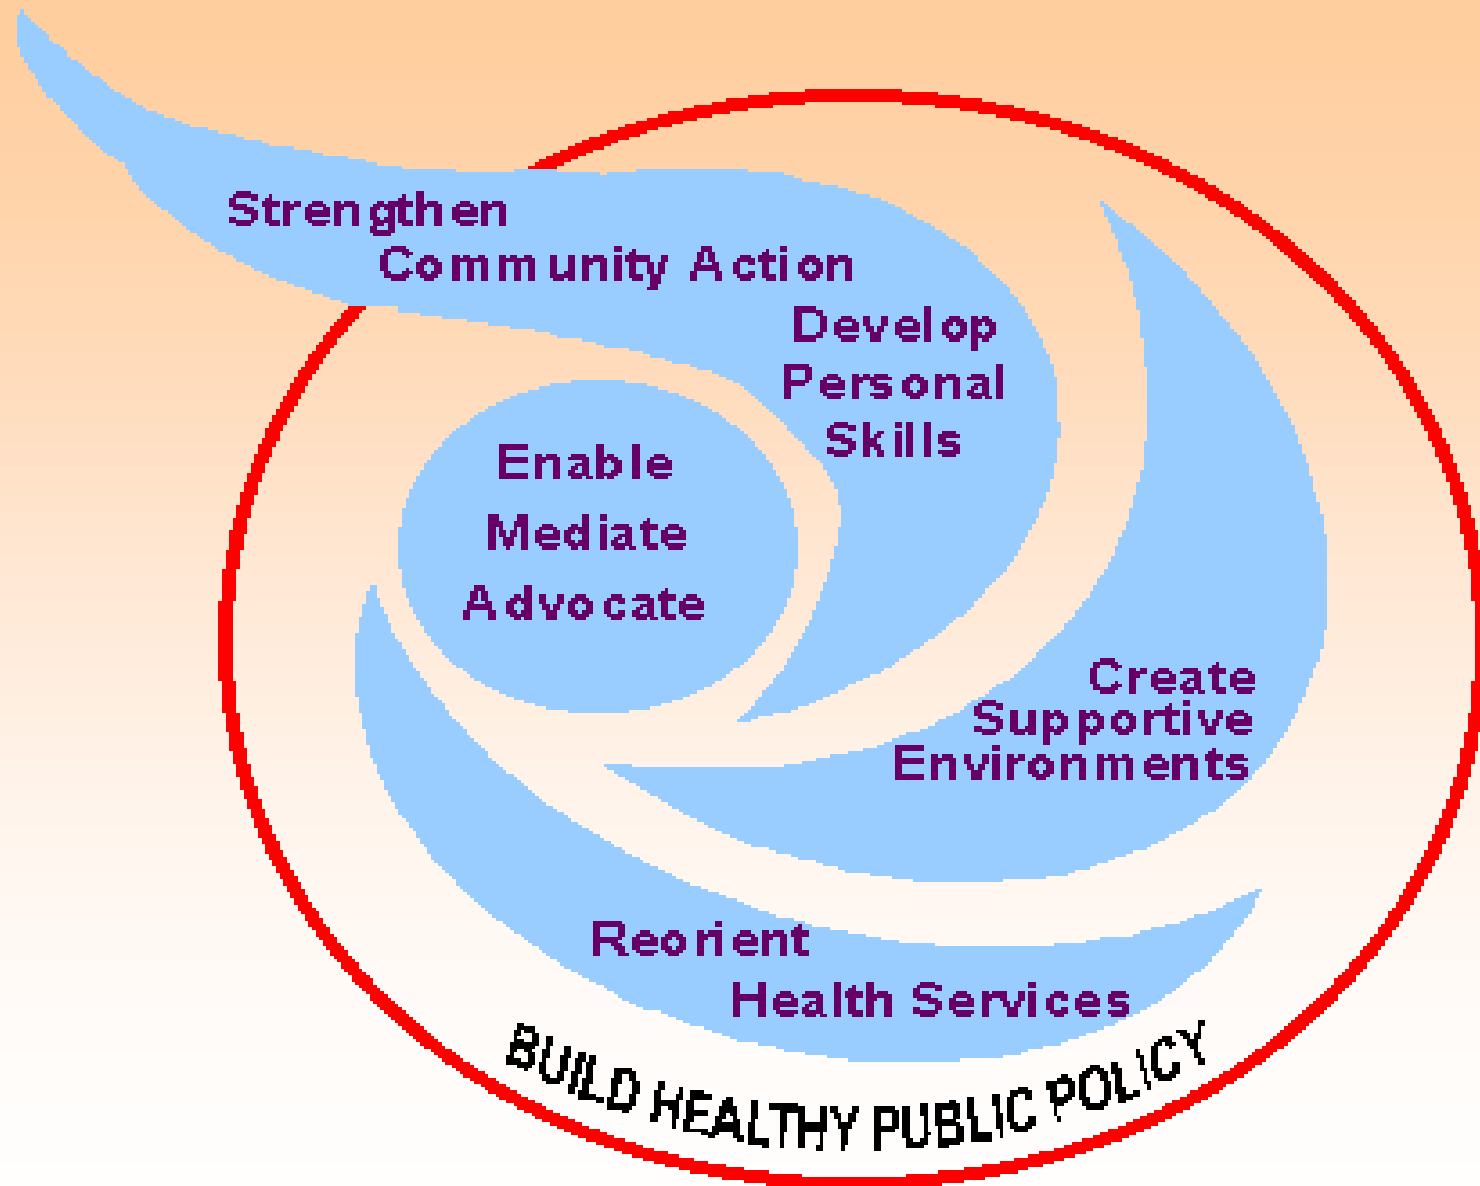 Strengthen
Community Action
Develop
Personal
Skills
Enable
Mediate
Advocate
Create
Supportive
Environments
Reorient
Health Services
BUILD HEALTHY PUBLIC POLICY